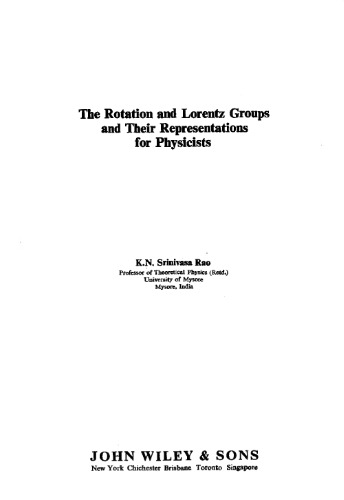 The Rotation and Lorentz Groups
and Their Representations
for Physicists
K.N. Srinivasa Rao
Professor of Theoretical Physics (Retd.)
University of Mysore
Mysore, India
JOHN WILEY & SONS
New York Chichester Brisbane Toronto Singapore